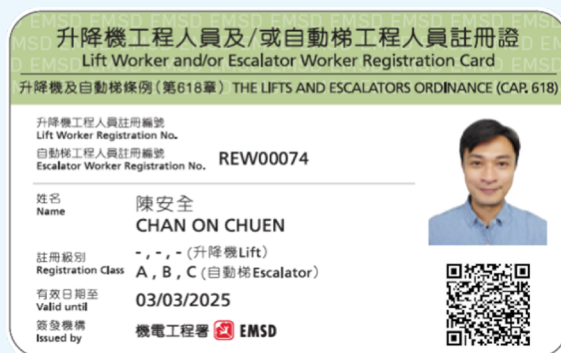 升降機工程人員及/或自動梯工程人員註冊證
Lift Worker and/or Escalator Worker Registration Card
升降機及自動梯條例(第618章) THE LIFTS AND ESCALATORS ORDINANCE (CAP. 618)
升降機工程人員註冊編號
Lift Worker Registration No.
自動梯工程人員註冊編號
Escalator Worker Registration No. REW00074
姓名 陳安全
Name CHAN ON CHUEN
註冊級別 - , - , - (升降機Lift)
Registration Class A , B , C (自動梯Escalator)
有效日期至
Valid until 03/03/2025
簽發機構
Issued by 機電工程署 EMSD